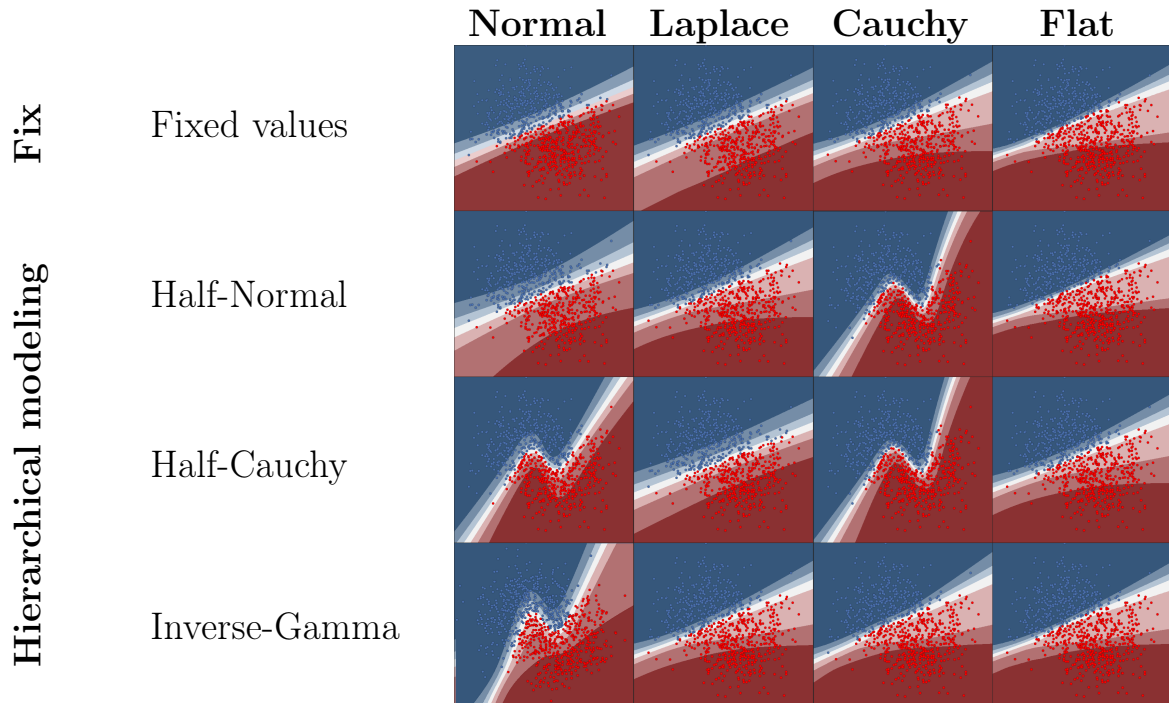 Normal Laplace Cauchy Flat
Fix
Fixed values
Hierarchical modeling
Half-Normal
Half-Cauchy
Inverse-Gamma